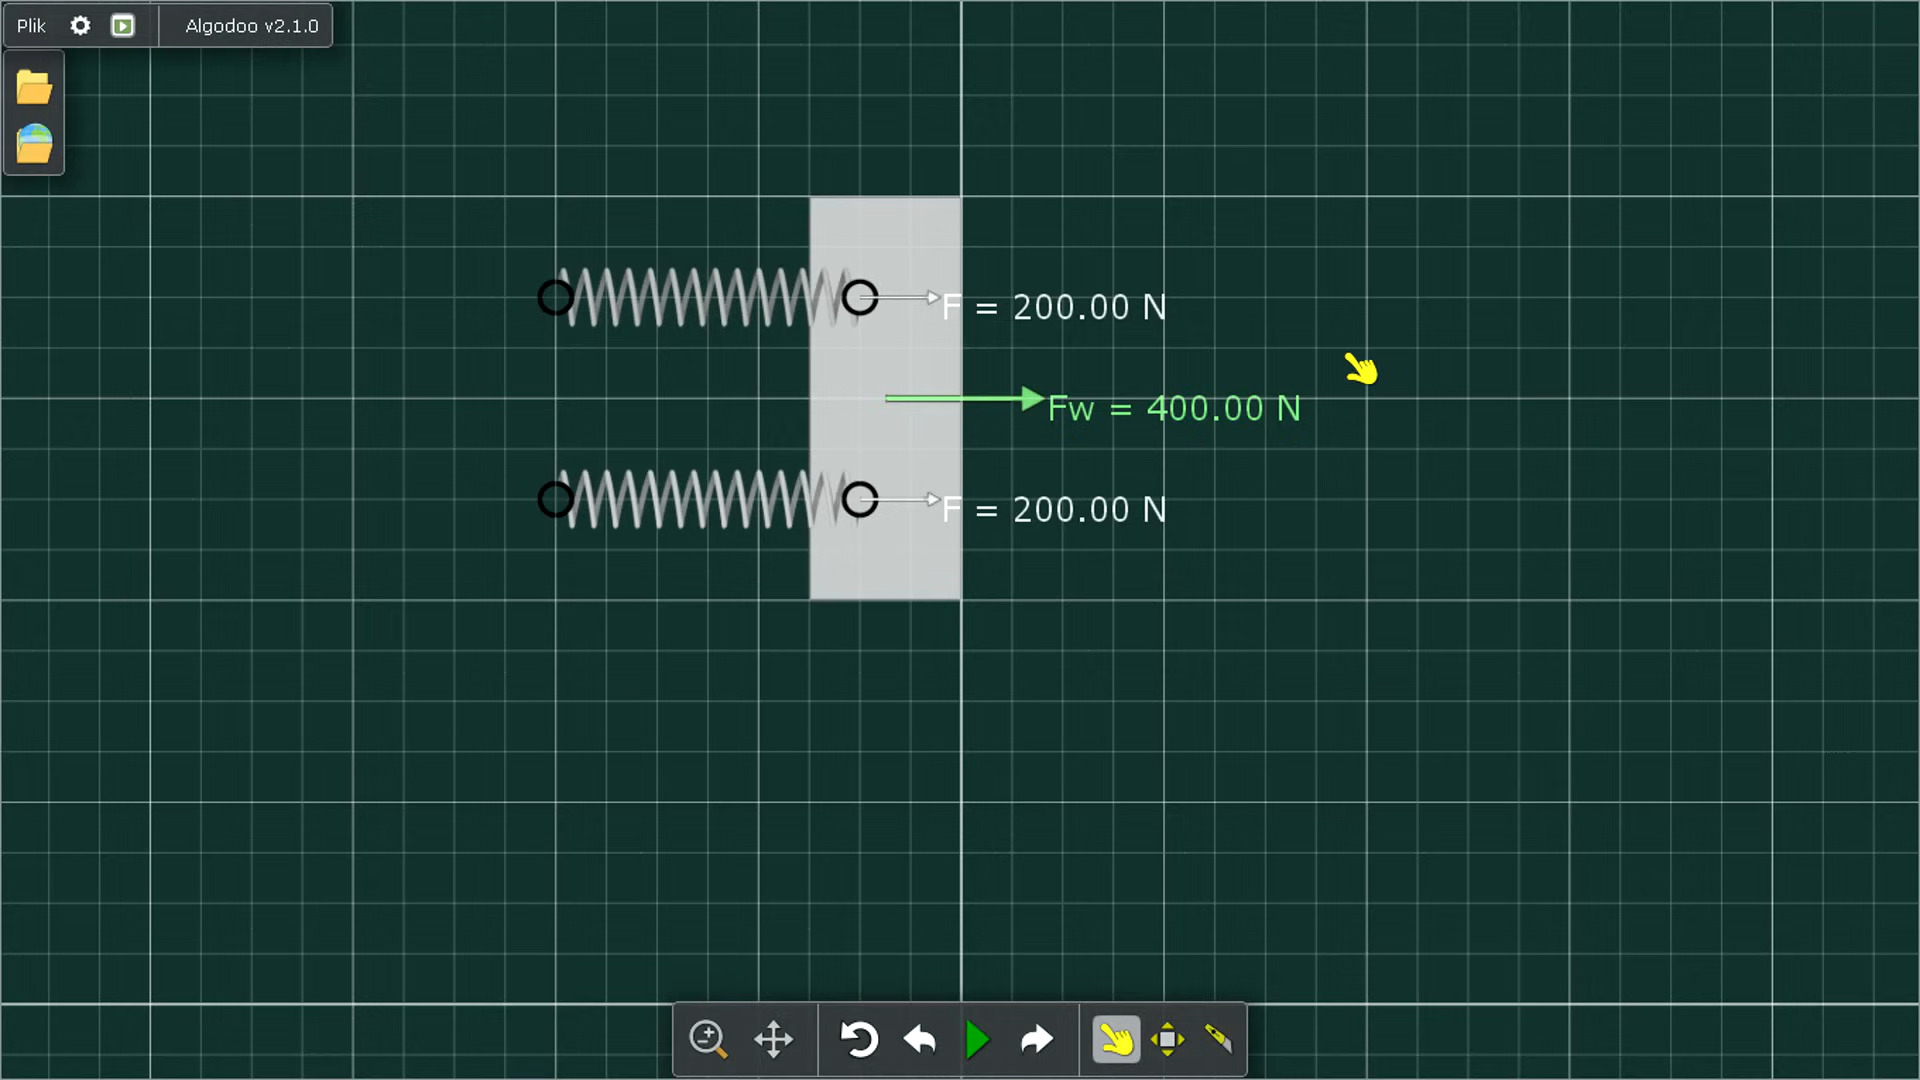 Plik
Algodoo v2.1.0
F = 200.00 N
Fw = 400.00 N
F = 200.00 N